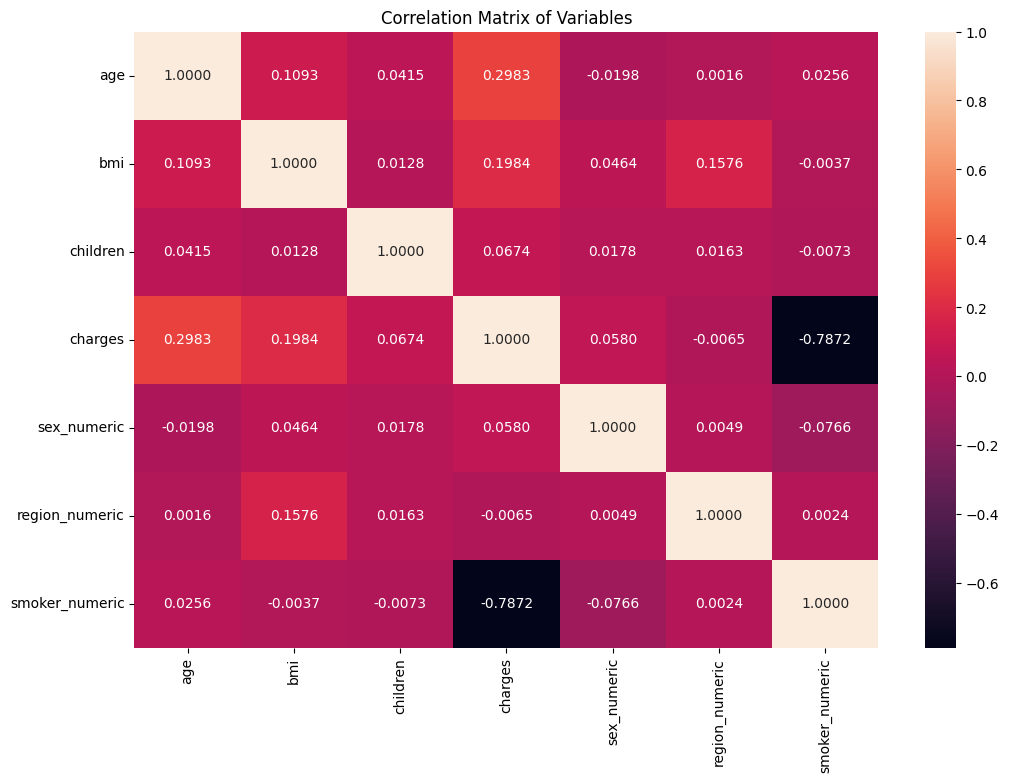 Correlation Matrix of Variables
age 1.0000 0.1093 0.0415 0.2983 -0.0198 0.0016 0.0256
bmi 0.1093 1.0000 0.0128 0.1984 0.0464 0.1576 -0.0037
children 0.0415 0.0128 1.0000 0.0674 0.0178 0.0163 -0.0073
charges 0.2983 0.1984 0.0674 1.0000 0.0580 -0.0065 -0.7872
sex_numeric -0.0198 0.0464 0.0178 0.0580 1.0000 0.0049 -0.0766
region_numeric 0.0016 0.1576 0.0163 -0.0065 0.0049 1.0000 0.0024
smoker_numeric 0.0256 -0.0037 -0.0073 -0.7872 -0.0766 0.0024 1.0000
age
bmi
children
charges
sex_numeric
region_numeric
smoker_numeric
1.0
0.8
0.6
0.4
0.2
0.0
−0.2
−0.4
−0.6